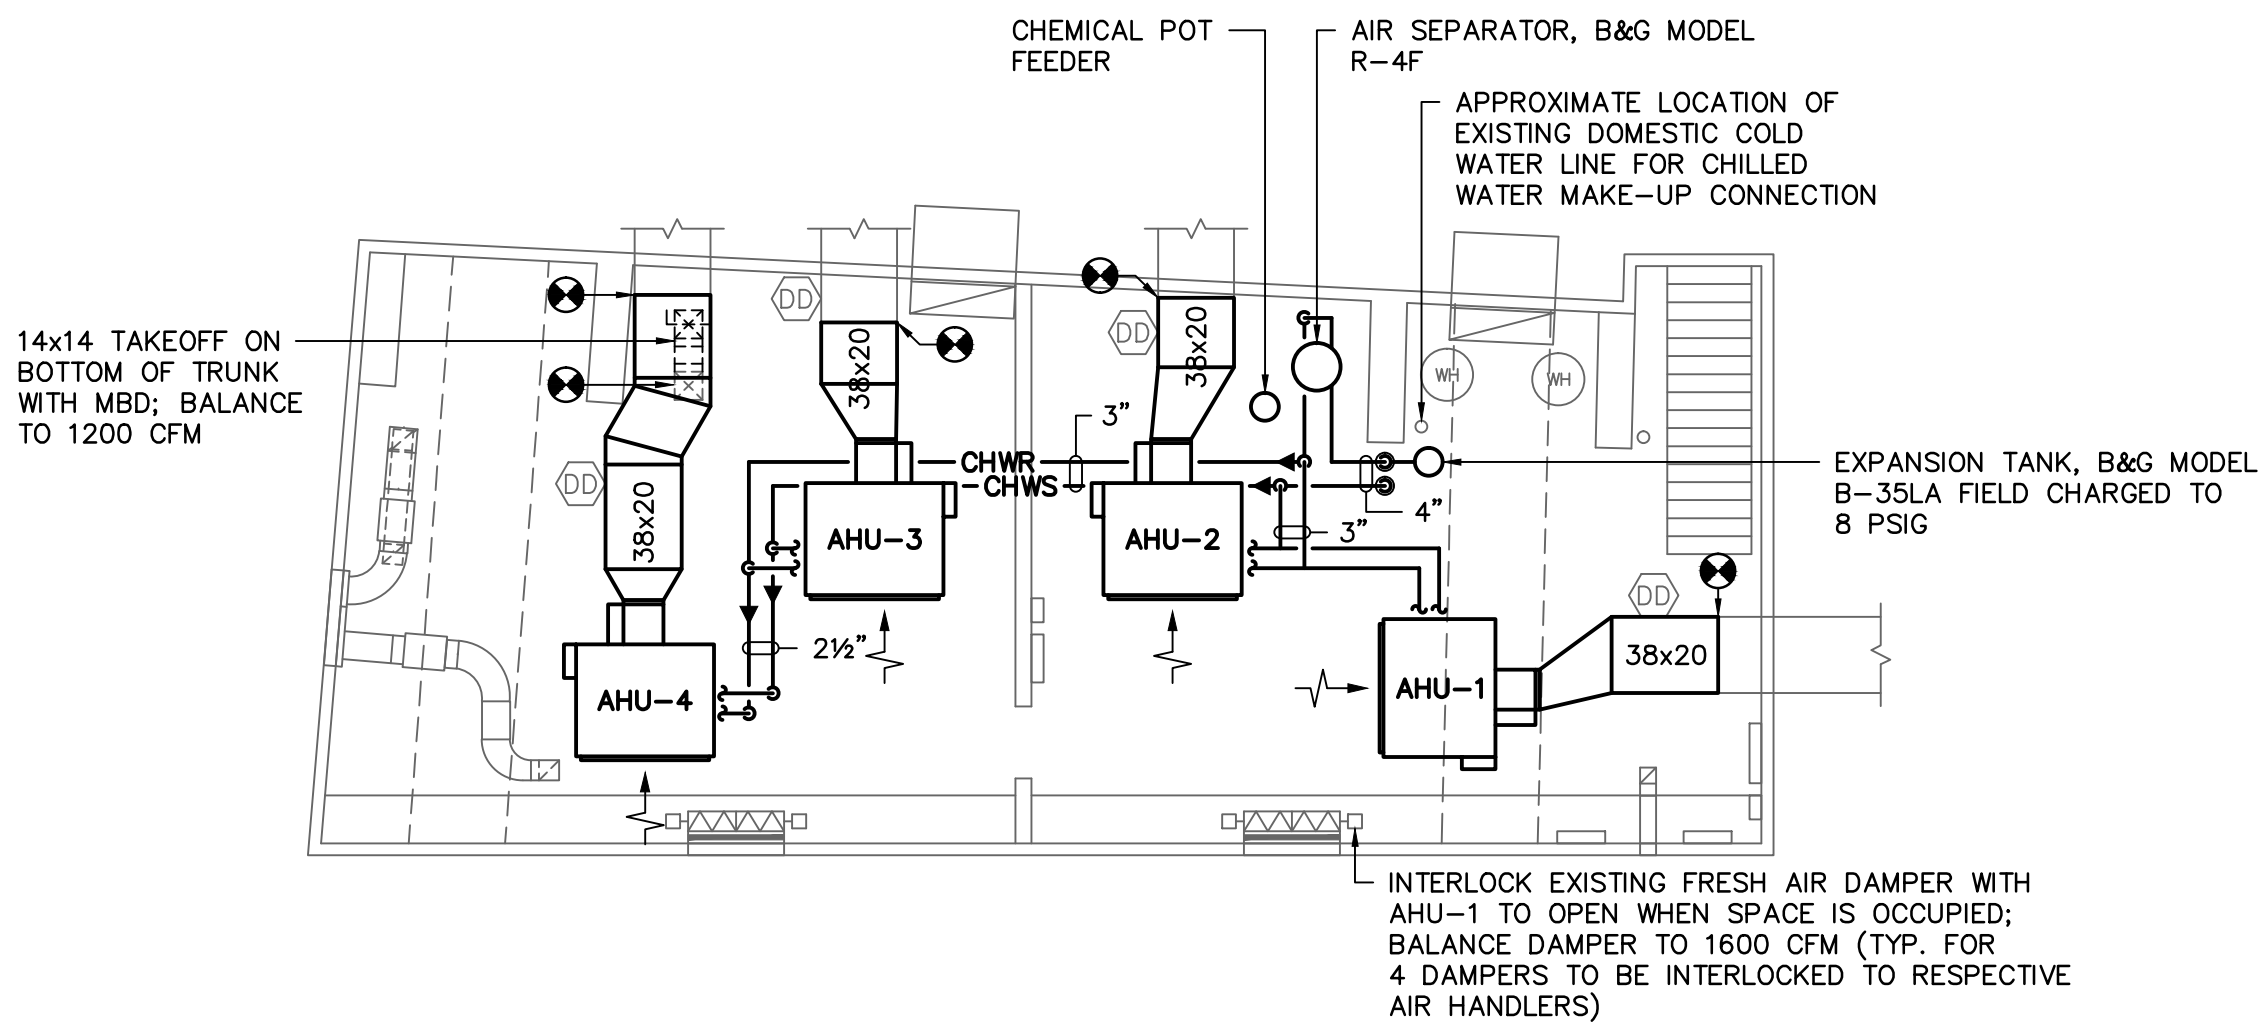 CHEMICAL POT
FEEDER
AIR SEPARATOR, B&G MODEL
R-4F
APPROXIMATE LOCATION OF
EXISTING DOMESTIC COLD
WATER LINE FOR CHILLED
WATER MAKE-UP CONNECTION
DD
DD
14x14 TAKEOFF ON
BOTTOM OF TRUNK
WITH MBD; BALANCE
TO 1200 CFM
38x20
38x20
WH
WH
3"
CHWR
CHWS
4"
3"
EXPANSION TANK, B&G MODEL
B-35LA FIELD CHARGED TO
8 PSIG
DD
38x20
AHU-3
AHU-2
DD
2½"
38x20
AHU-4
AHU-1
INTERLOCK EXISTING FRESH AIR DAMPER WITH
AHU-1 TO OPEN WHEN SPACE IS OCCUPIED;
BALANCE DAMPER TO 1600 CFM (TYP. FOR
4 DAMPERS TO BE INTERLOCKED TO RESPECTIVE
AIR HANDLERS)